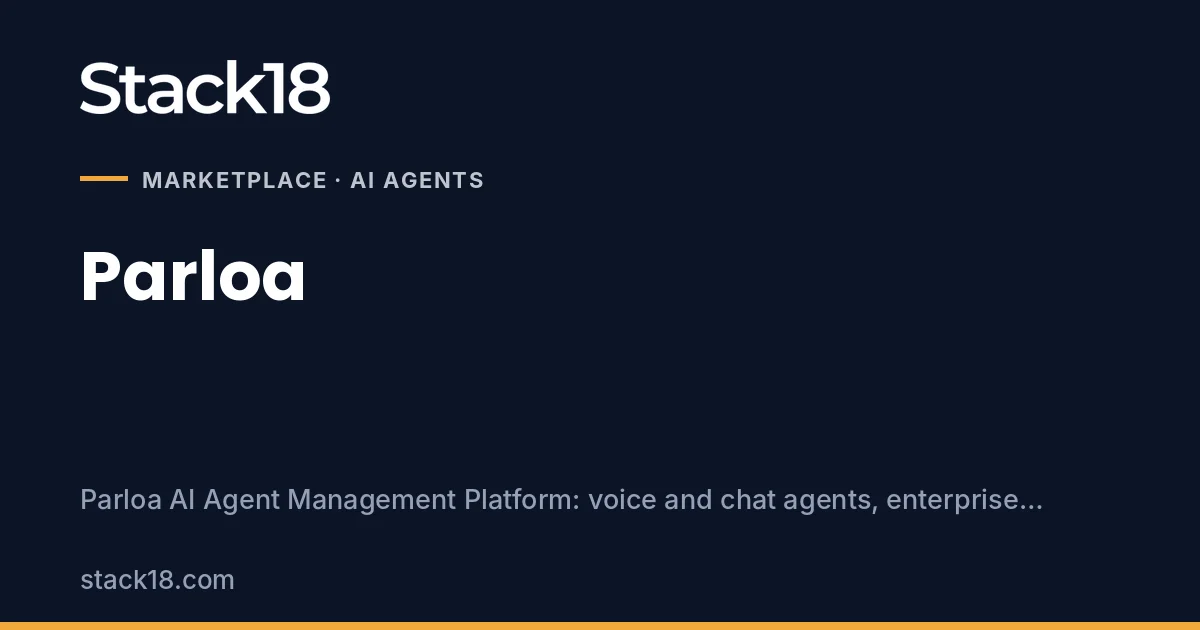 Stack18
MARKETPLACE · AI AGENTS
Parloa
Parloa AI Agent Management Platform: voice and chat agents, enterprise...
stack18.com